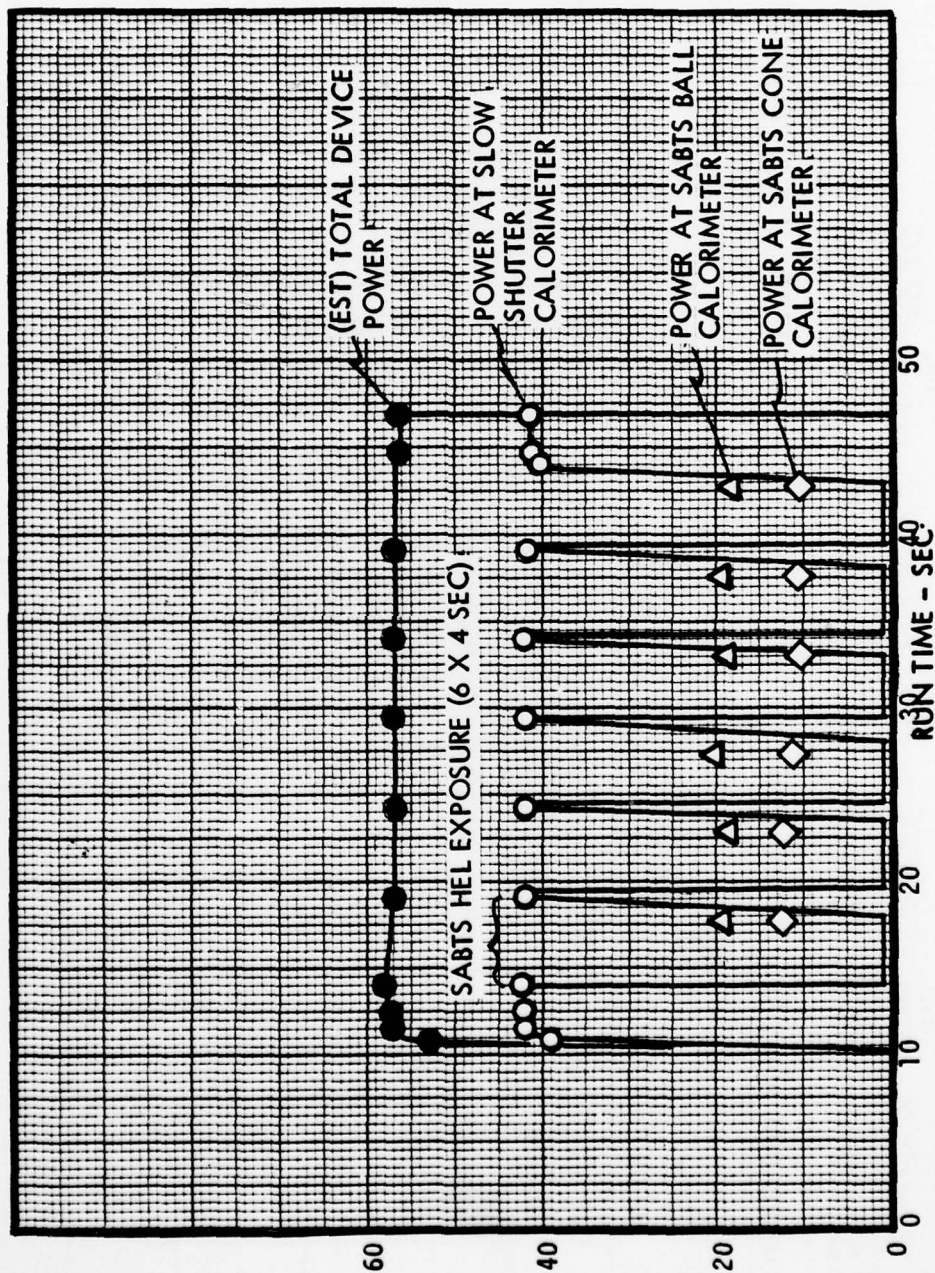 (EST) TOTAL DEVICE
POWER
POWER AT SLOW
SHUTTER
CALORIMETER
SABTS HEL EXPOSURE (6 X 4 SEC)
POWER AT SABTS BALL
CALORIMETER
POWER AT SABTS CONE
CALORIMETER
60
40
20
0
0
10
20
30
40
50
RUN TIME - SEC